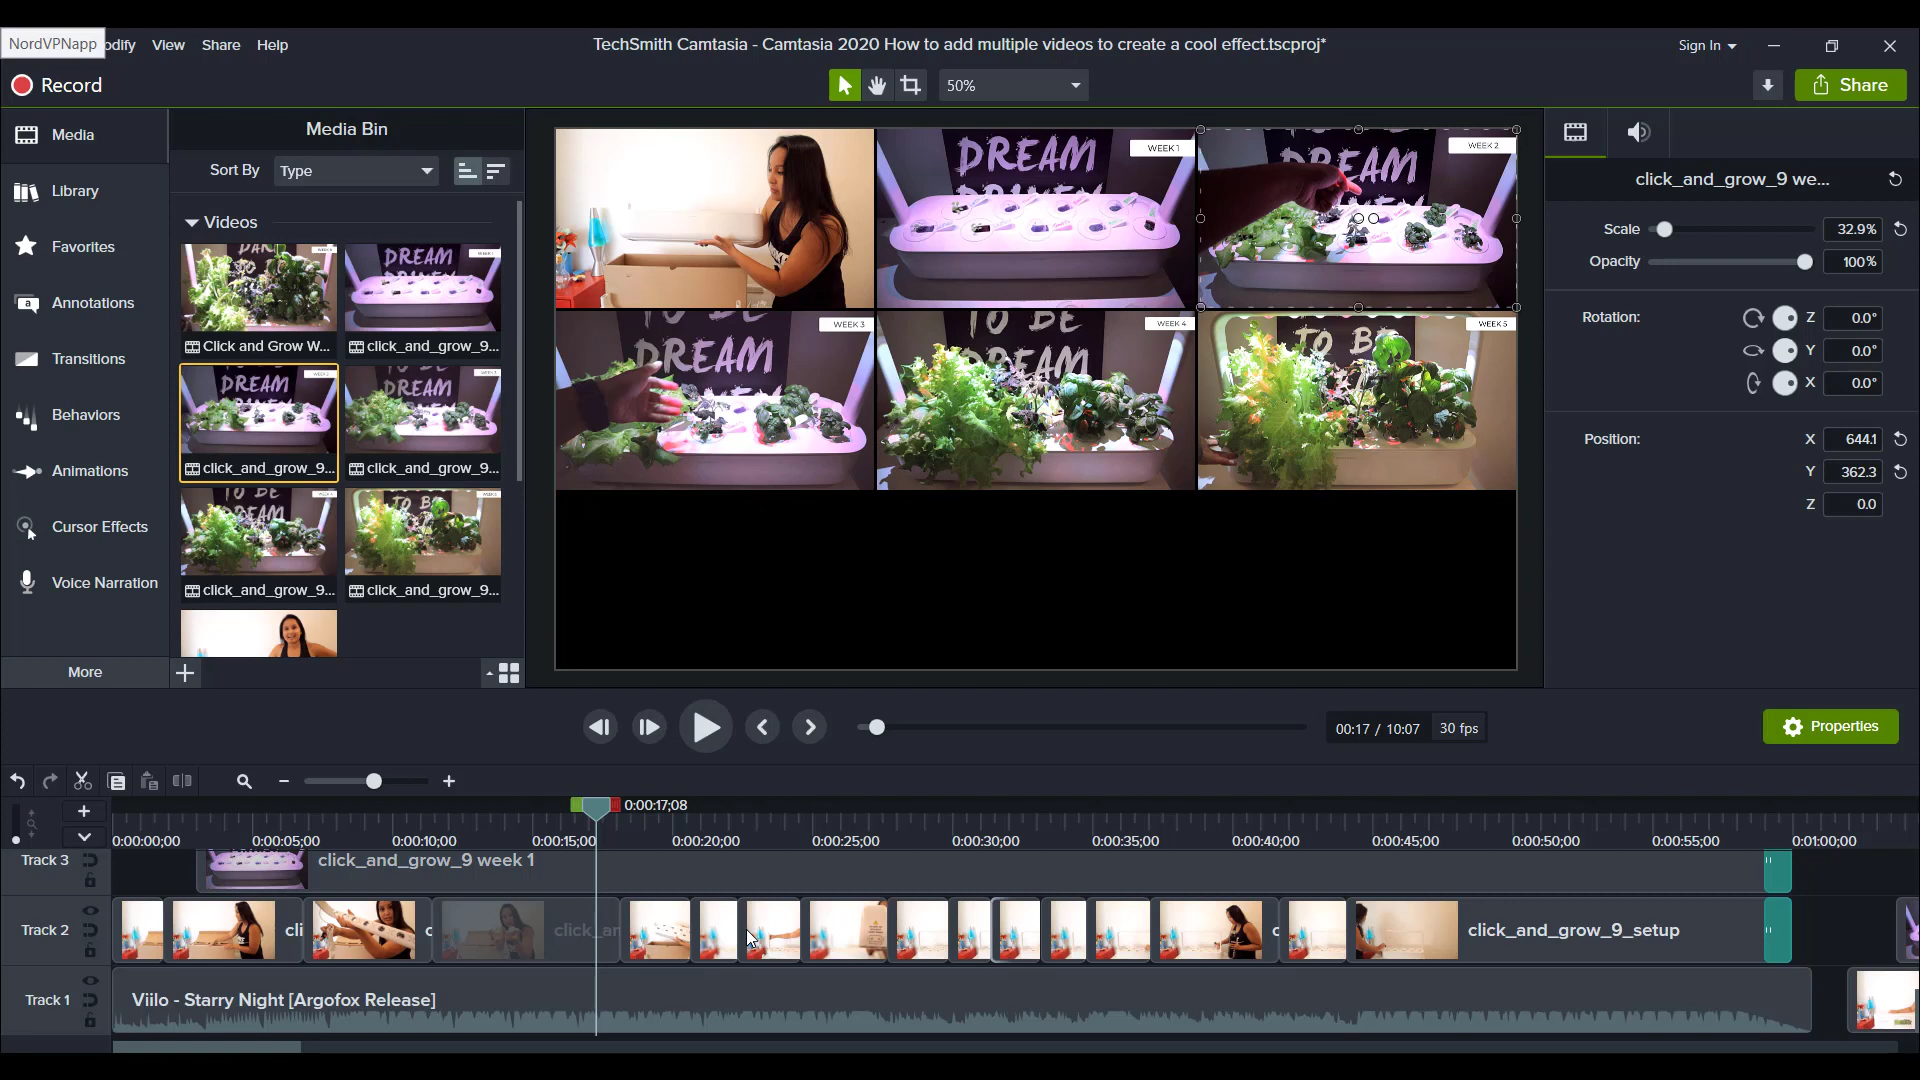 NordVPNapp
odify
View
Share
Help
TechSmith Camtasia - Camtasia 2020 How to add multiple videos to create a cool effect.tscproj*
Sign In
Record
50%
Share
Media
Library
Favorites
Annotations
Transitions
Behaviors
Animations
Cursor Effects
Voice Narration
More
Media Bin
Sort By
Type
Videos
Click and Grow W...
click_and_grow_9...
click_and_grow_9...
click_and_grow_9...
click_and_grow_9...
click_and_grow_9...
DREAM
WEEK 1
DREAM
WEEK 2
DREAM
WEEK 3
TO BE
DREAM
WEEK 4
TO B
WEEK 5
click_and_grow_9 we...
Scale
32.9%
Opacity
100%
Rotation:
Z
0.0°
Y
0.0°
X
0.0°
Position:
X
644.1
Y
362.3
Z
0.0
00:17 / 10:07
30 fps
Properties
0:00:17;08
0:00:00;00
0:00:05;00
0:00:10;00
0:00:15;00
0:00:20;00
0:00:25;00
0:00:30;00
0:00:35;00
0:00:40;00
0:00:45;00
0:00:50;00
0:00:55;00
0:01:00;00
Track 3
click_and_grow_9 week 1
Track 2
cli
c
click_an
c
click_and_grow_9_setup
Track 1
Viilo - Starry Night [Argofox Release]